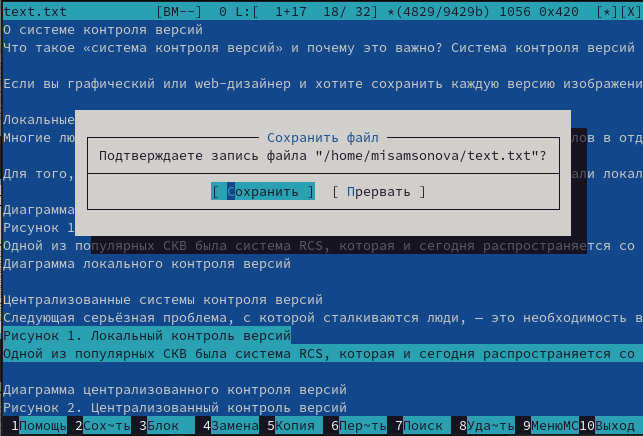 text.txt [BM--] 0 L:[ 1+17 18/ 32] *(4829/9429b) 1056 0x420 [*][X]
О системе контроля версий
Что такое «система контроля версий» и почему это важно? Система контроля версий
Если вы графический или web-дизайнер и хотите сохранить каждую версию изображени
Локальные
Сохранить файл
Многие лю
лов в отд
Подтверждаете запись файла "/home/misamsonova/text.txt"?
Для того,
али локал
[ Сохранить ] [ Прервать ]
Диаграмма
Рисунок 1
Одной из популярных СКВ была система RCS, которая и сегодня распространяется со
Диаграмма локального контроля версий
Централизованные системы контроля версий
Следующая серьёзная проблема, с которой сталкиваются люди, — это необходимость в
Рисунок 1. Локальный контроль версий
Одной из популярных СКВ была система RCS, которая и сегодня распространяется со
Диаграмма централизованного контроля версий
Рисунок 2. Централизованный контроль версий
1Помощь 2Сох~ть 3Блок 4Замена 5Копия 6Пер~ть 7Поиск 8Уда~ть 9МенюMC 10Выход